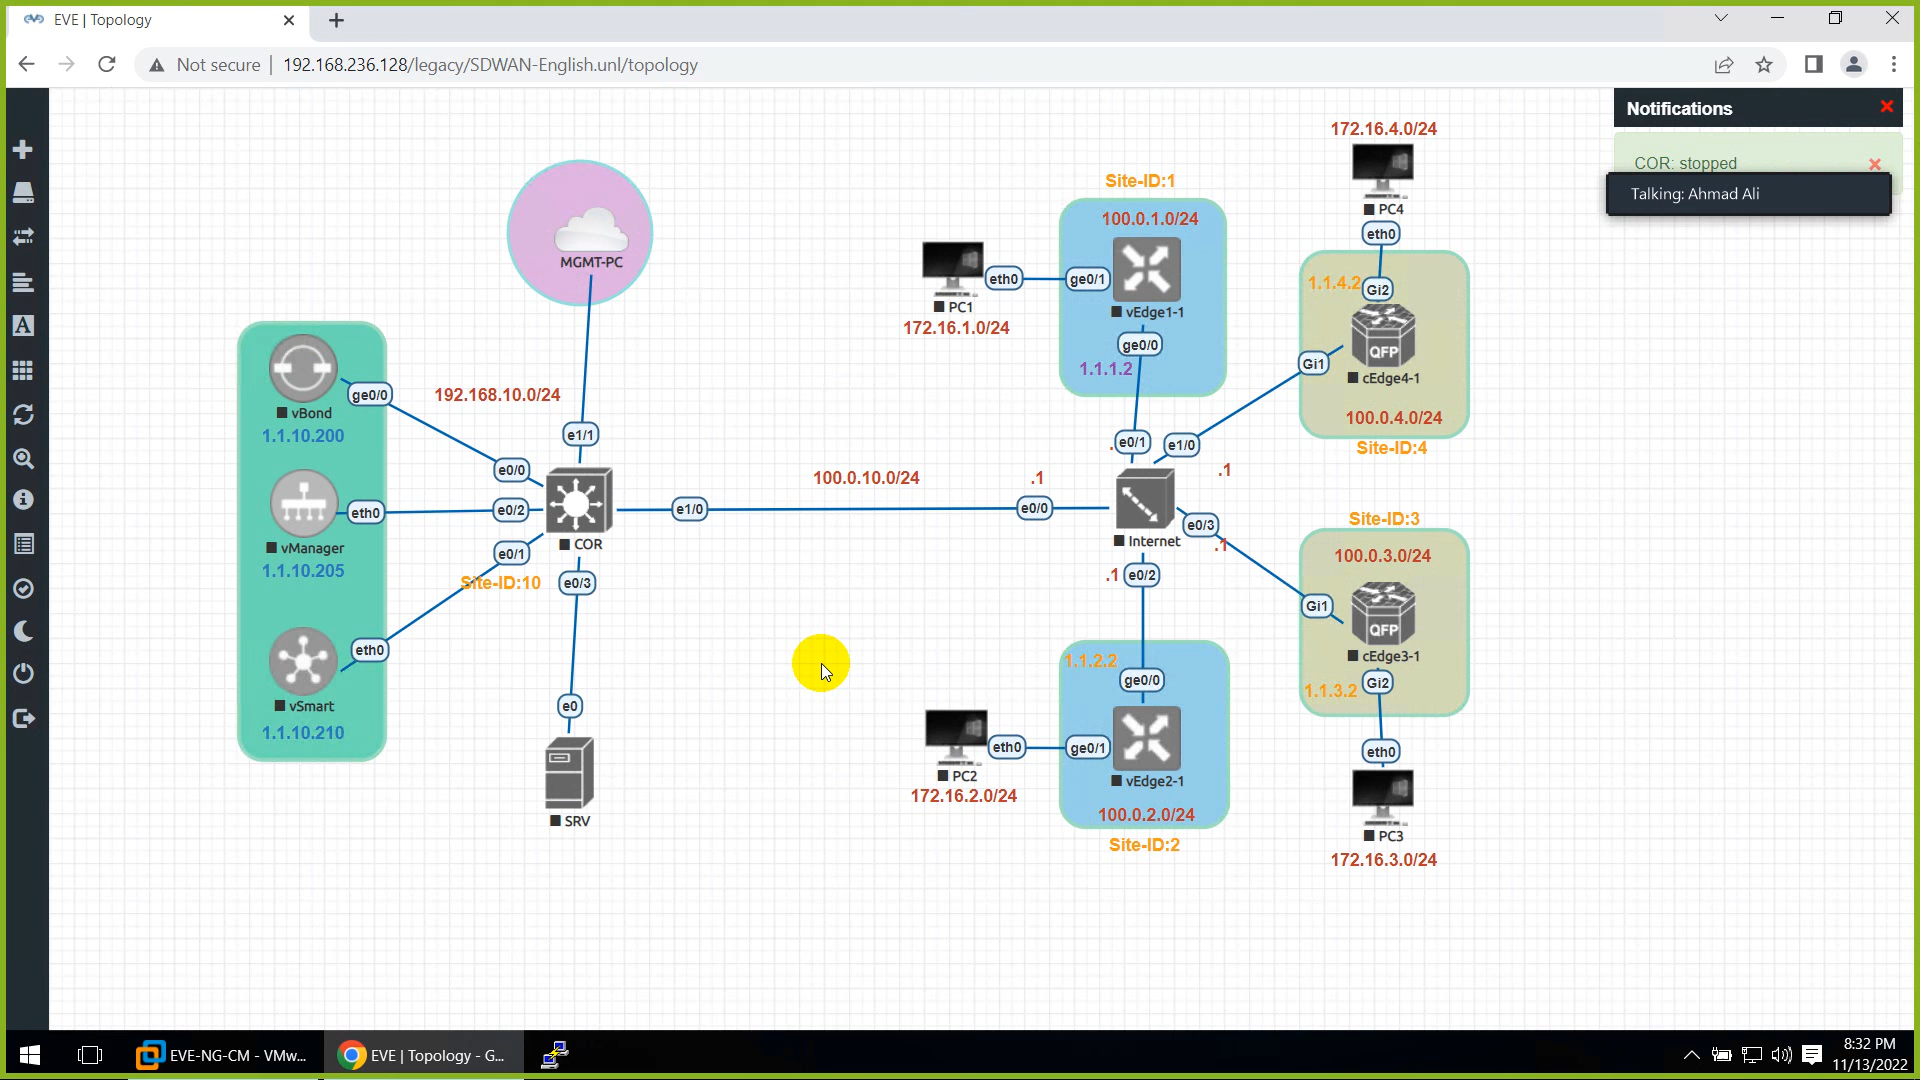 EVE | Topology
Not secure
192.168.236.128/legacy/SDWAN-English.unl/topology
Notifications
COR: stopped
Talking: Ahmad Ali
172.16.4.0/24
PC4
eth0
Site-ID:1
100.0.1.0/24
MGMT-PC
PC1
eth0
ge0/1
172.16.1.0/24
vEdge1-1
ge0/0
1.1.1.2
1.1.4.2
Gi2
QFP
Gi1
cEdge4-1
100.0.4.0/24
Site-ID:4
vBond
ge0/0
1.1.10.200
192.168.10.0/24
e1/1
e0/0
e0/1
e1/0
.1
vManager
eth0
1.1.10.205
e0/2
COR
e1/0
100.0.10.0/24
.1
e0/0
Internet
e0/3
.1
e0/1
Site-ID:10
e0/3
.1
e0/2
Site-ID:3
100.0.3.0/24
Gi1
QFP
cEdge3-1
1.1.3.2
Gi2
eth0
vSmart
1.1.10.210
e0
SRV
1.1.2.2
ge0/0
PC2
eth0
ge0/1
172.16.2.0/24
vEdge2-1
100.0.2.0/24
Site-ID:2
eth0
PC3
172.16.3.0/24
EVE-NG-CM - VMw...
EVE | Topology - G...
8:32 PM
11/13/2022